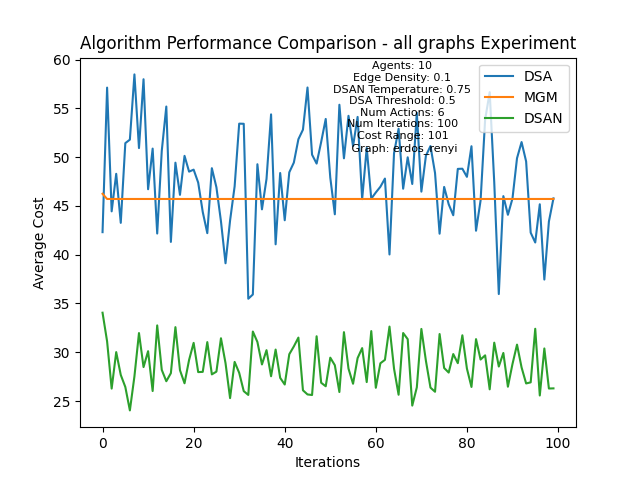 Algorithm Performance Comparison - all graphs Experiment
Agents: 10
Edge Density: 0.1
DSAN Temperature: 0.75
DSA Threshold: 0.5
Num Actions: 6
Num Iterations: 100
Cost Range: 101
Graph: erdos_renyi
DSA
MGM
DSAN
60
55
50
45
40
35
30
25
Average Cost
0
20
40
60
80
100
Iterations